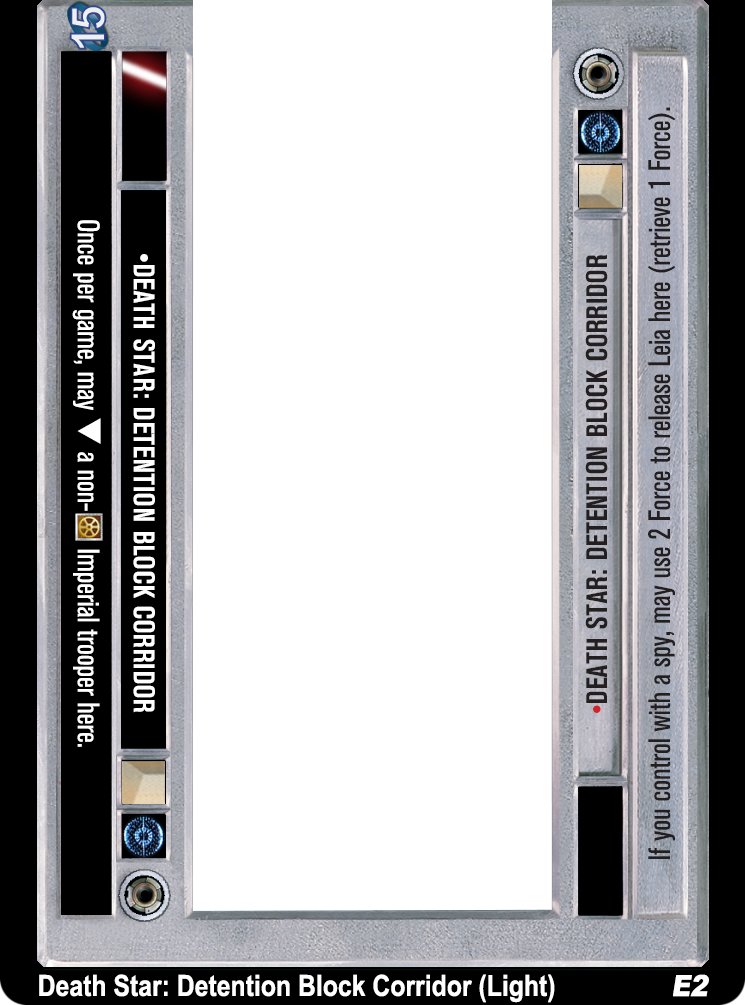 15
•DEATH STAR: DETENTION BLOCK CORRIDOR
Once per game, may ▼ a non- Imperial trooper here.
•DEATH STAR: DETENTION BLOCK CORRIDOR
If you control with a spy, may use 2 Force to release Leia here (retrieve 1 Force).
Death Star: Detention Block Corridor (Light) E2